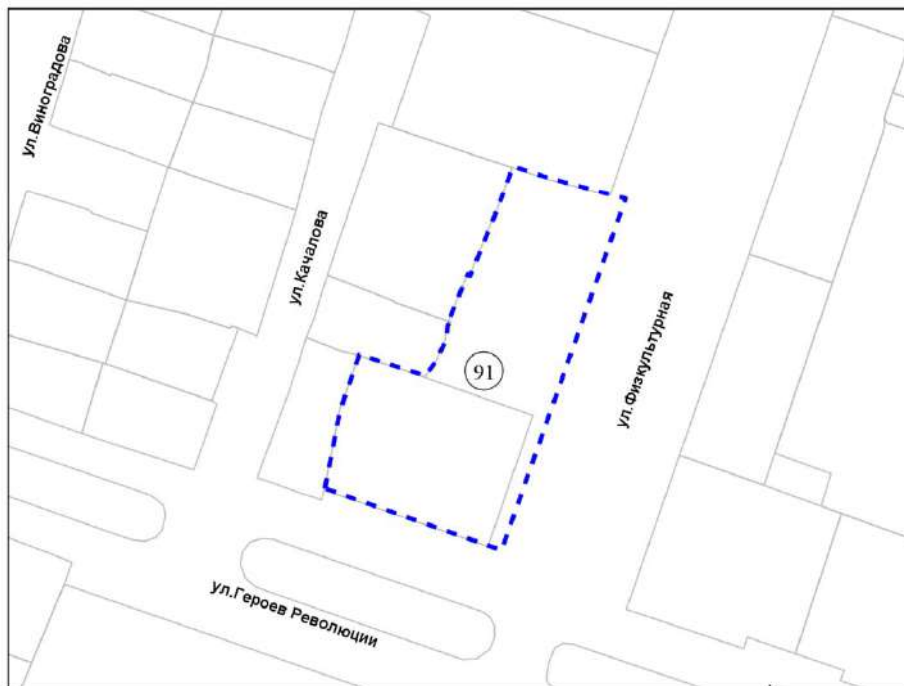 ул.Виноградова
ул.Качалова
ул.Физкультурная
91
ул.Героев Революции